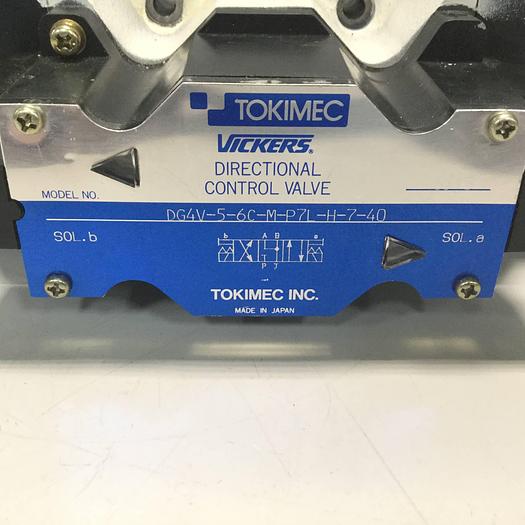 TOKIMEC
VICKERS®
DIRECTIONAL
CONTROL VALVE
MODEL NO.
DG4V-5-6C-M-P7L-H-7-40
SOL.b
SOL.a
b A B a
P T
TOKIMEC INC.
MADE IN JAPAN